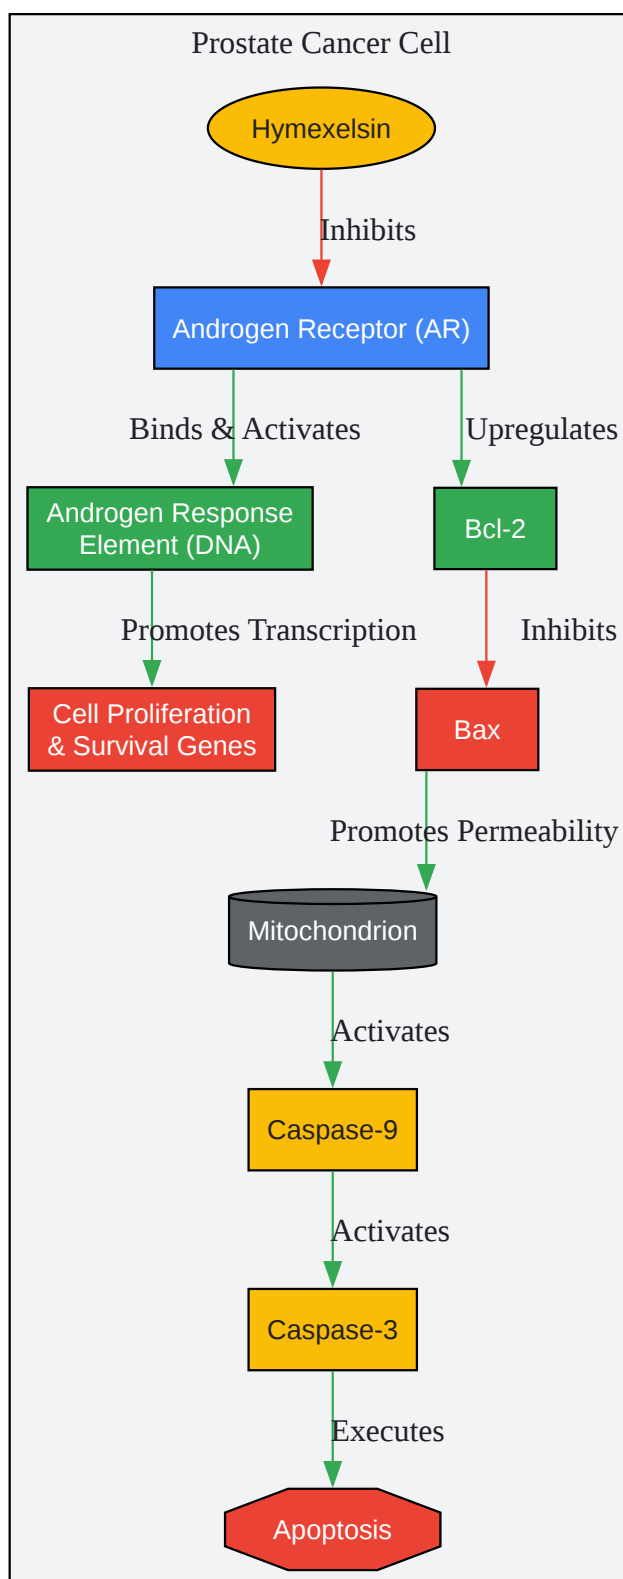 Prostate Cancer Cell
Hymexelsin
Inhibits
Androgen Receptor (AR)
Binds & Activates
Upregulates
Androgen Response
Element (DNA)
Bcl-2
Promotes Transcription
Inhibits
Cell Proliferation
& Survival Genes
Bax
Promotes Permeability
Mitochondrion
Activates
Caspase-9
Activates
Caspase-3
Executes
Apoptosis